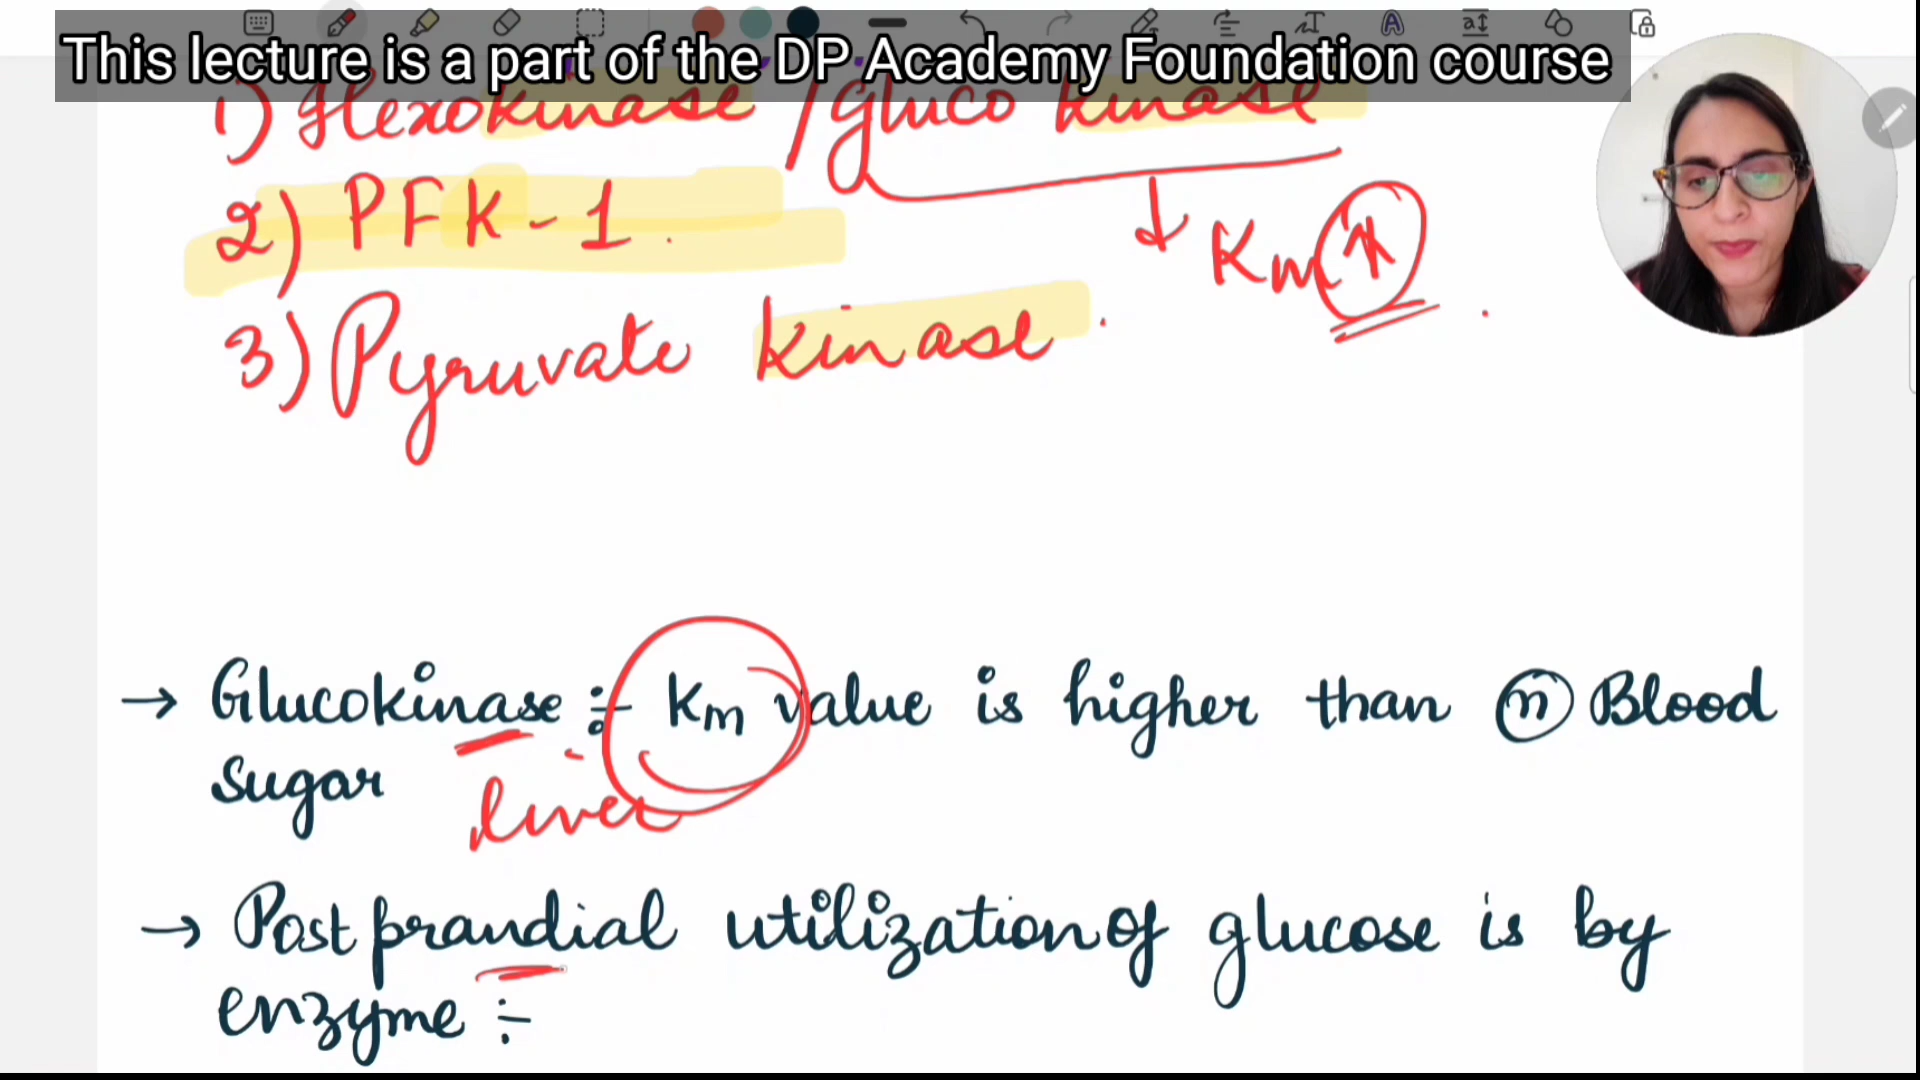 This lecture is a part of the DP Academy Foundation course
1) Hexokinase / Glucokinase
2) PFK-1.
↓ Km ↑.
3) Pyruvate kinase.
→ Glucokinase :- Km value is higher than (n) Blood
sugar
liver
→ Post prandial utilization of glucose is by
enzyme :-